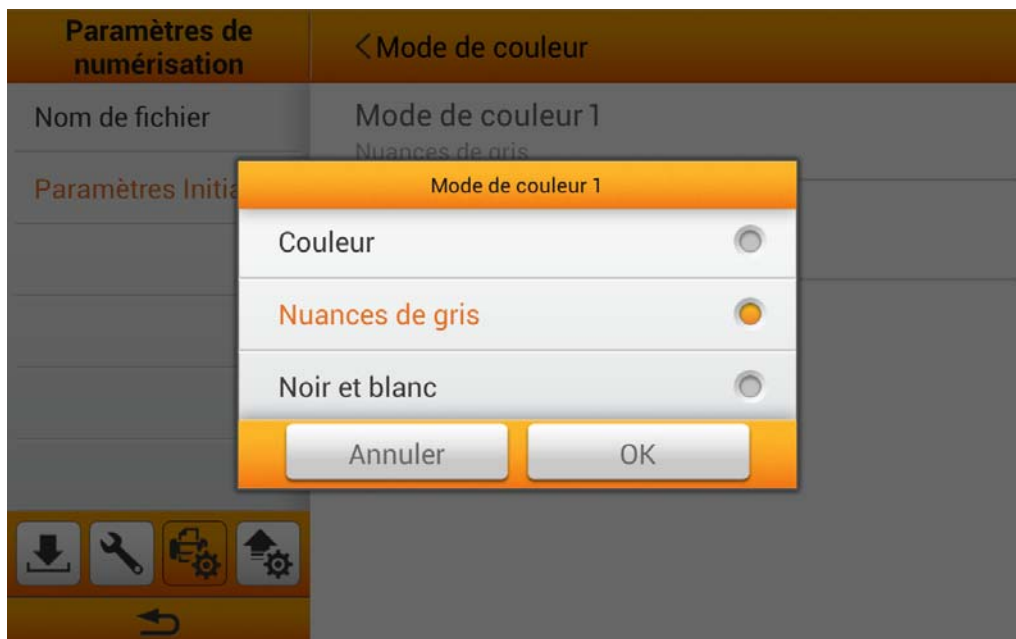 Paramètres de
numérisation
<Mode de couleur
Nom de fichier
Mode de couleur 1
Nuances de gris
Paramètres Initia
Mode de couleur 1
Couleur
Nuances de gris
Noir et blanc
Annuler
OK